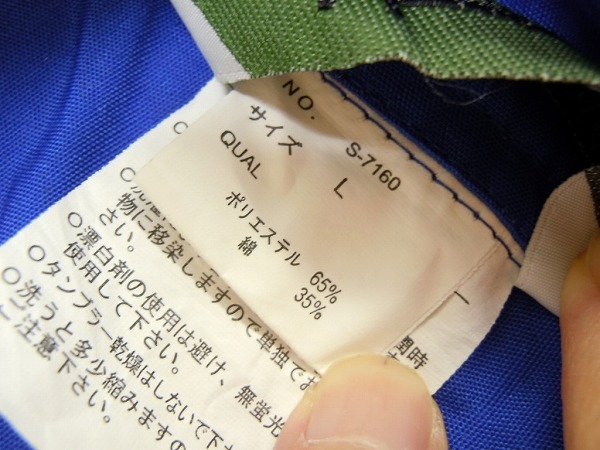 NO. S-7160
サイズ L
QUAL
ポリエステル 65%
綿 35%
物に移染しますので単独でお
さい。
○漂白剤の使用は避け、無蛍光
使用して下さい。
○タンブラー乾燥はしないで下
○洗うと多少縮みますの
ご注意下さい。